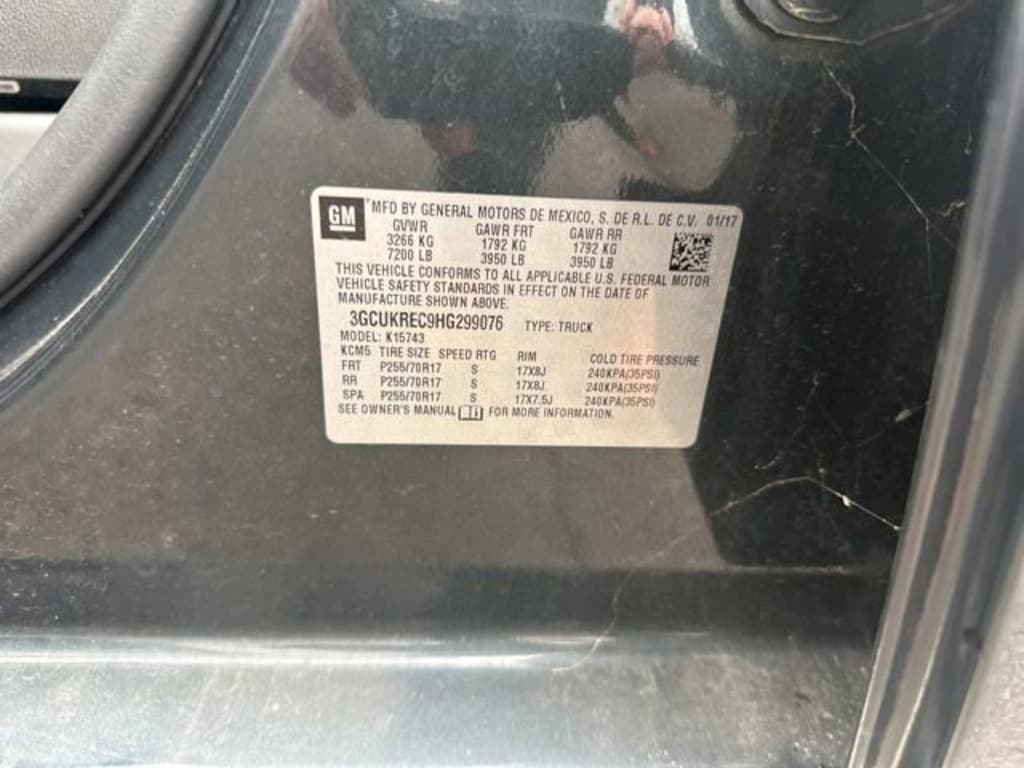 GM
MFD BY GENERAL MOTORS DE MEXICO, S. DE R.L. DE C.V. 01/17
GVWR GAWR FRT GAWR RR
3266 KG 1792 KG 1792 KG
7200 LB 3950 LB 3950 LB
THIS VEHICLE CONFORMS TO ALL APPLICABLE U.S. FEDERAL MOTOR
VEHICLE SAFETY STANDARDS IN EFFECT ON THE DATE OF
MANUFACTURE SHOWN ABOVE.
3GCUKREC9HG299076 TYPE: TRUCK
MODEL: K15743
KCM5 TIRE SIZE SPEED RTG RIM COLD TIRE PRESSURE
FRT P255/70R17 S 17X8J 240KPA(35PSI)
RR P255/70R17 S 17X8J 240KPA(35PSI)
SPA P255/70R17 S 17X7.5J 240KPA(35PSI)
SEE OWNER'S MANUAL FOR MORE INFORMATION.